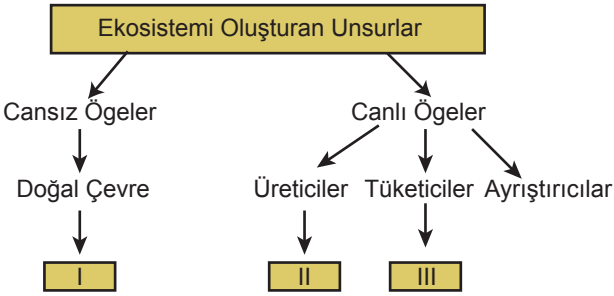 Ekosistemi Oluşturan Unsurlar
Cansız Ögeler
Canlı Ögeler
Doğal Çevre
Üreticiler
Tüketiciler
Ayrıştırıcılar
I
II
III